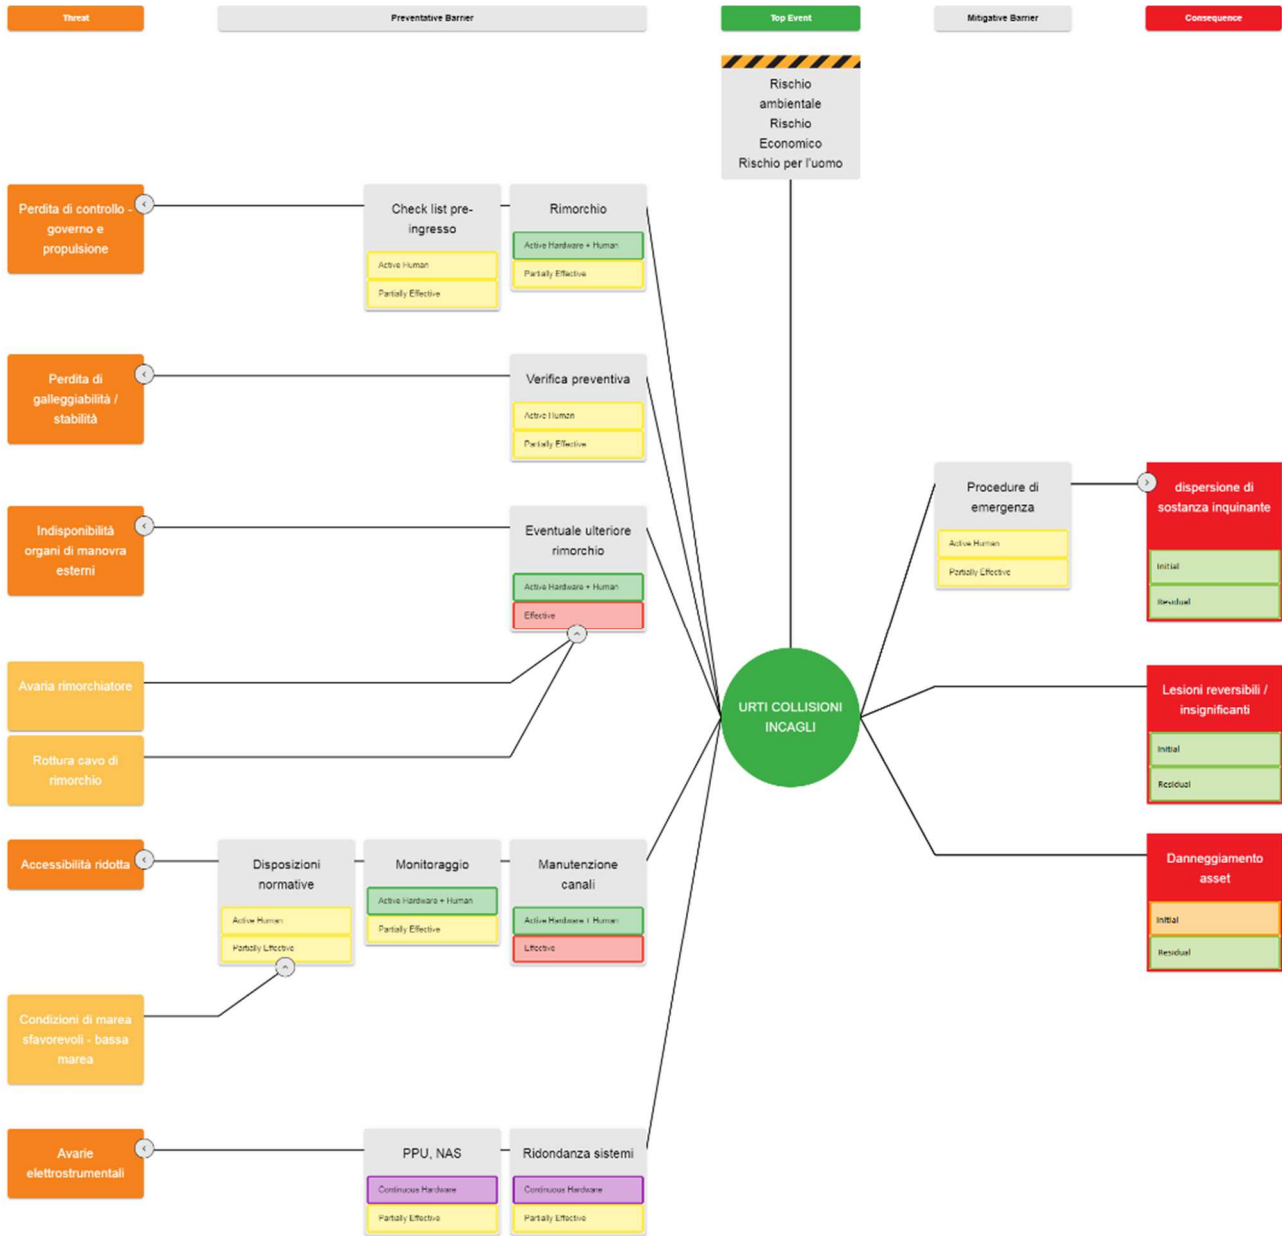 Threat
Preventative Barrier
Top Event
Mitigative Barrier
Consequence
Rischio
ambientale
Rischio
Economico
Rischio per l'uomo
Perdita di controllo -
governo e
propulsione
Check list pre-
ingresso
Active Human
Partially Effective
Rimorchio
Active Hardware + Human
Partially Effective
Perdita di
galleggiabilità /
stabilità
Verifica preventiva
Active Human
Partially Effective
Indisponibilità
organi di manovra
esterni
Eventuale ulteriore
rimorchio
Active Hardware + Human
Effective
Avaria rimorchiatore
Rottura cavo di
rimorchio
Accessibilità ridotta
Disposizioni
normative
Active Human
Partially Effective
Monitoraggio
Active Hardware + Human
Partially Effective
Manutenzione
canali
Active Hardware + Human
Effective
Condizioni di marea
sfavorevoli - bassa
marea
Avarie
elettrostrumentali
PPU, NAS
Continuous Hardware
Partially Effective
Ridondanza sistemi
Continuous Hardware
Partially Effective
URTI COLLISIONI
INCAGLI
Procedure di
emergenza
Active Human
Partially Effective
dispersione di
sostanza inquinante
Initial
Residual
Lesioni reversibili /
insignificanti
Initial
Residual
Danneggiamento
asset
Initial
Residual